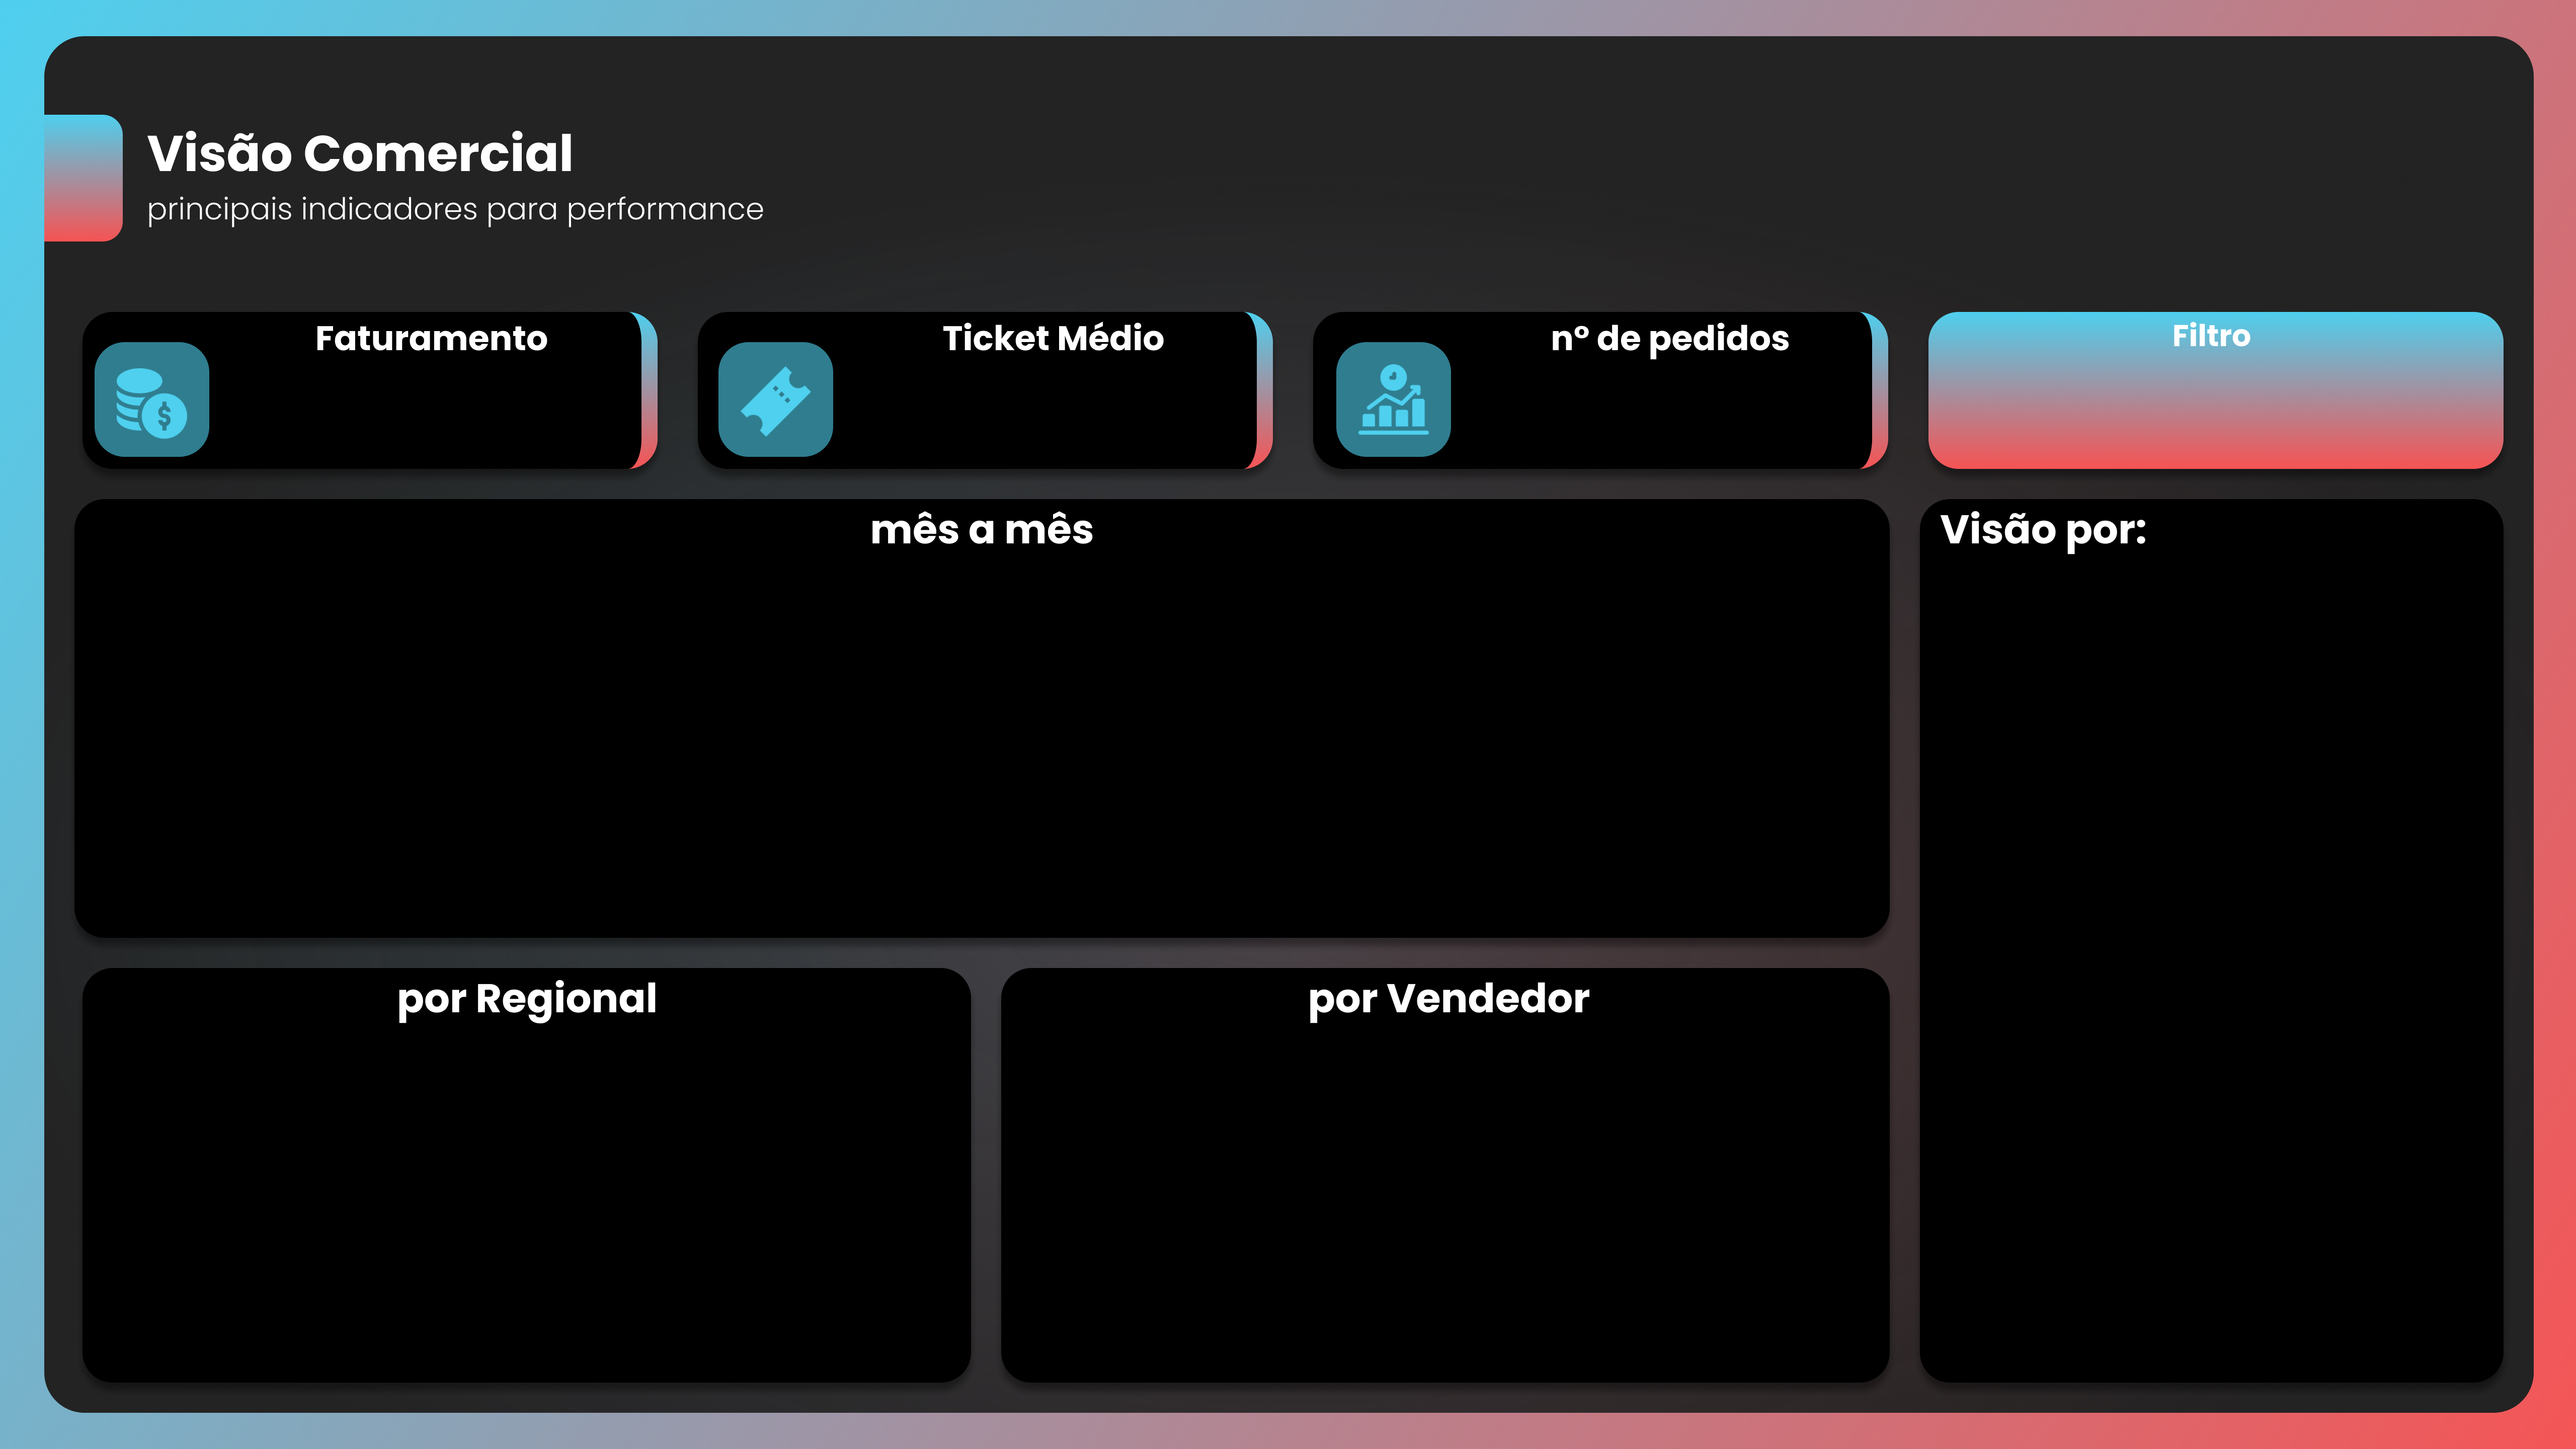 Visão Comercial
principais indicadores para performance
Faturamento
Ticket Médio
nº de pedidos
Filtro
mês a mês
Visão por:
por Regional
por Vendedor